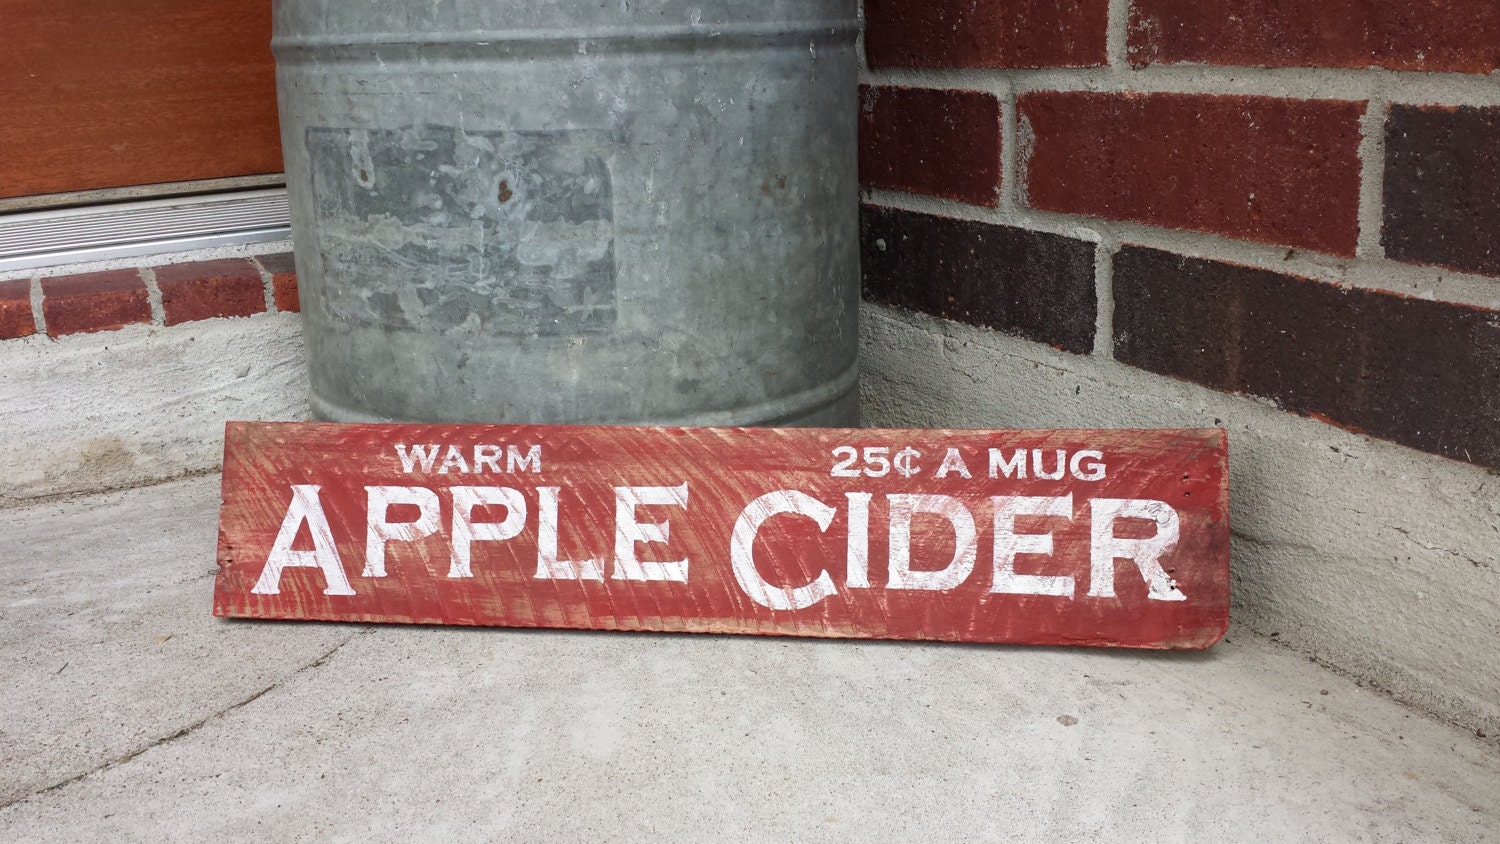 WARM 25¢ A MUG
APPLE CIDER